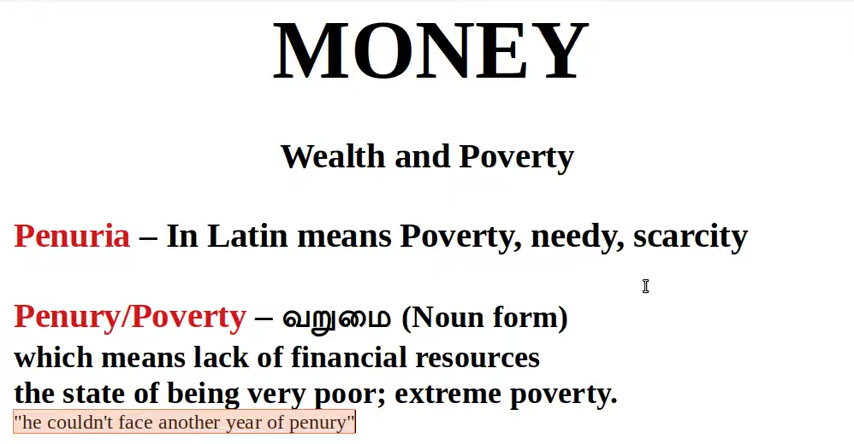 MONEY
Wealth and Poverty
Penuria – In Latin means Poverty, needy, scarcity
Penury/Poverty – வறுமை (Noun form)
which means lack of financial resources
the state of being very poor; extreme poverty.
"he couldn't face another year of penury"